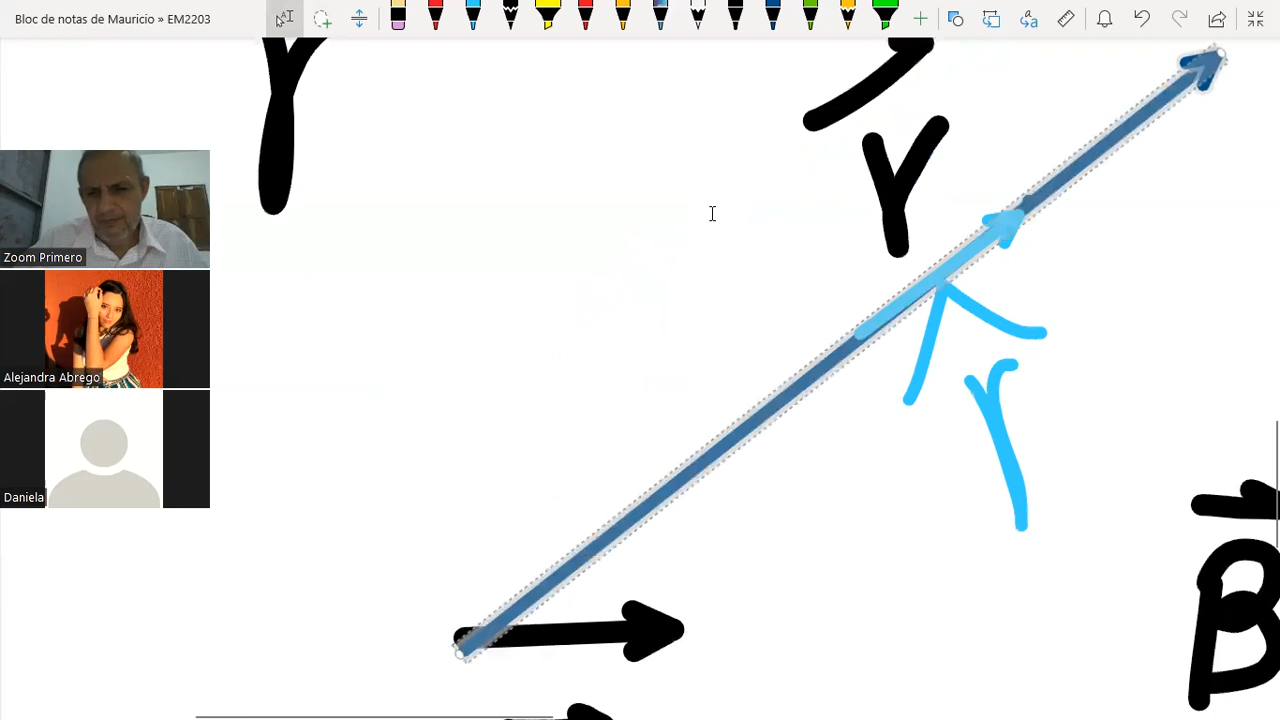 Bloc de notas de Mauricio » EM2203
r
r
Zoom Primero
r̂
Alejandra Abrego
Daniela
B